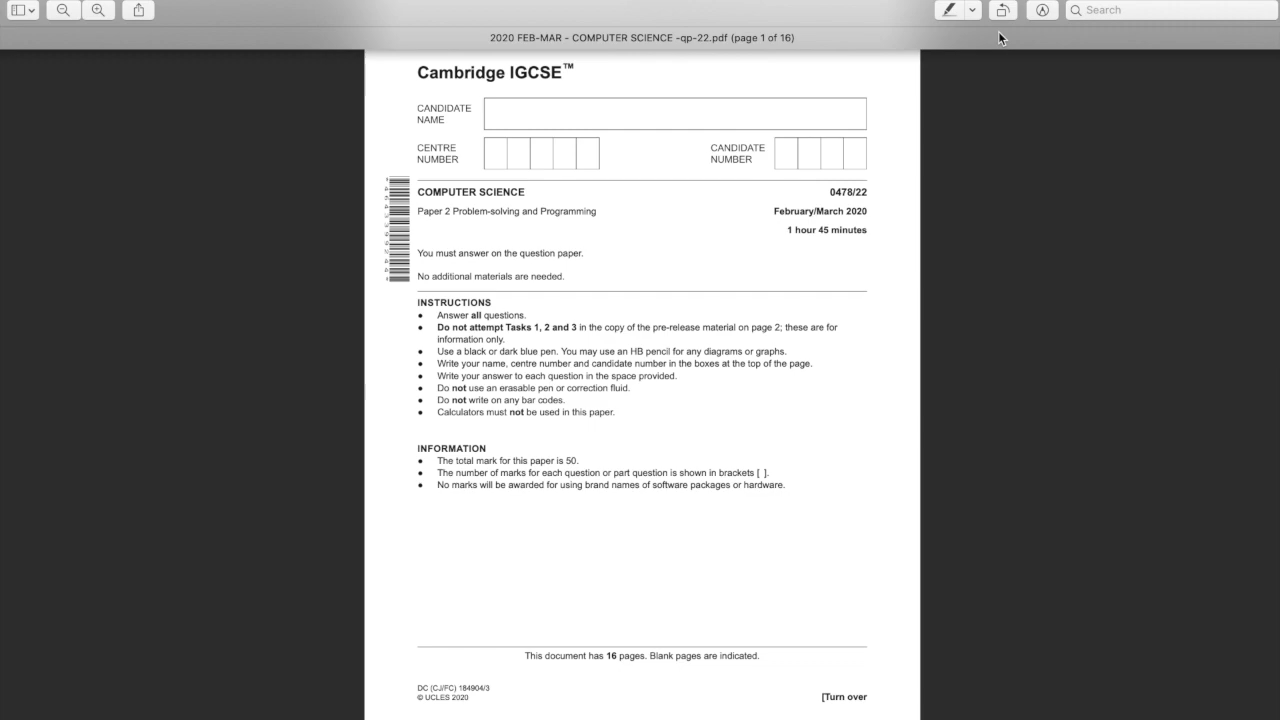 Search
2020 FEB-MAR - COMPUTER SCIENCE -qp-22.pdf (page 1 of 16)
Cambridge IGCSE™
CANDIDATE
NAME
CENTRE
NUMBER
CANDIDATE
NUMBER
COMPUTER SCIENCE 0478/22
Paper 2 Problem-solving and Programming February/March 2020
1 hour 45 minutes
You must answer on the question paper.
No additional materials are needed.
INSTRUCTIONS
● Answer all questions.
● Do not attempt Tasks 1, 2 and 3 in the copy of the pre-release material on page 2; these are for
information only.
● Use a black or dark blue pen. You may use an HB pencil for any diagrams or graphs.
● Write your name, centre number and candidate number in the boxes at the top of the page.
● Write your answer to each question in the space provided.
● Do not use an erasable pen or correction fluid.
● Do not write on any bar codes.
● Calculators must not be used in this paper.
INFORMATION
● The total mark for this paper is 50.
● The number of marks for each question or part question is shown in brackets [ ].
● No marks will be awarded for using brand names of software packages or hardware.
This document has 16 pages. Blank pages are indicated.
DC (CJ/FC) 184904/3
© UCLES 2020
[Turn over